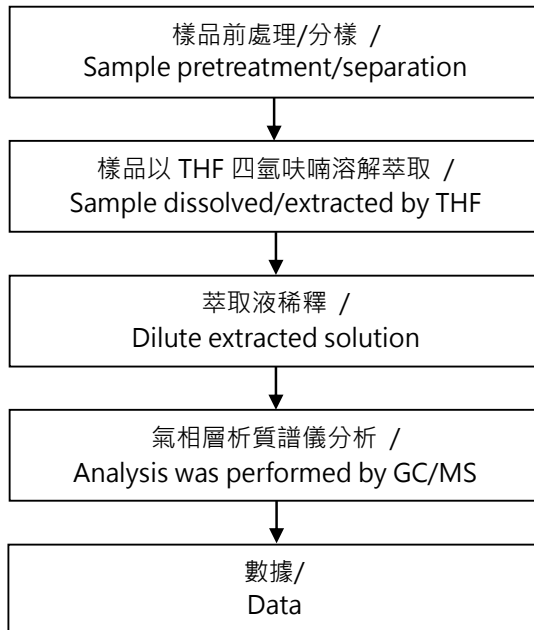 樣品前處理/分樣 /
Sample pretreatment/separation
樣品以 THF 四氫呋喃溶解萃取 /
Sample dissolved/extracted by THF
萃取液稀釋 /
Dilute extracted solution
氣相層析質譜儀分析 /
Analysis was performed by GC/MS
數據/
Data